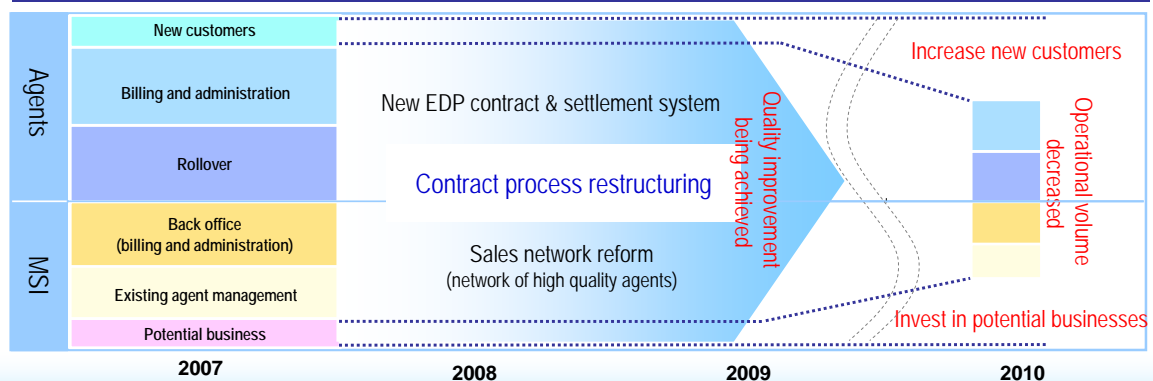 Agents
New customers
Billing and administration
Rollover
MSI
Back office
(billing and administration)
Existing agent management
Potential business
New EDP contract & settlement system
Contract process restructuring
Sales network reform
(network of high quality agents)
Quality improvement
being achieved
Increase new customers
Operational volume
decreased
Invest in potential businesses
2007
2008
2009
2010